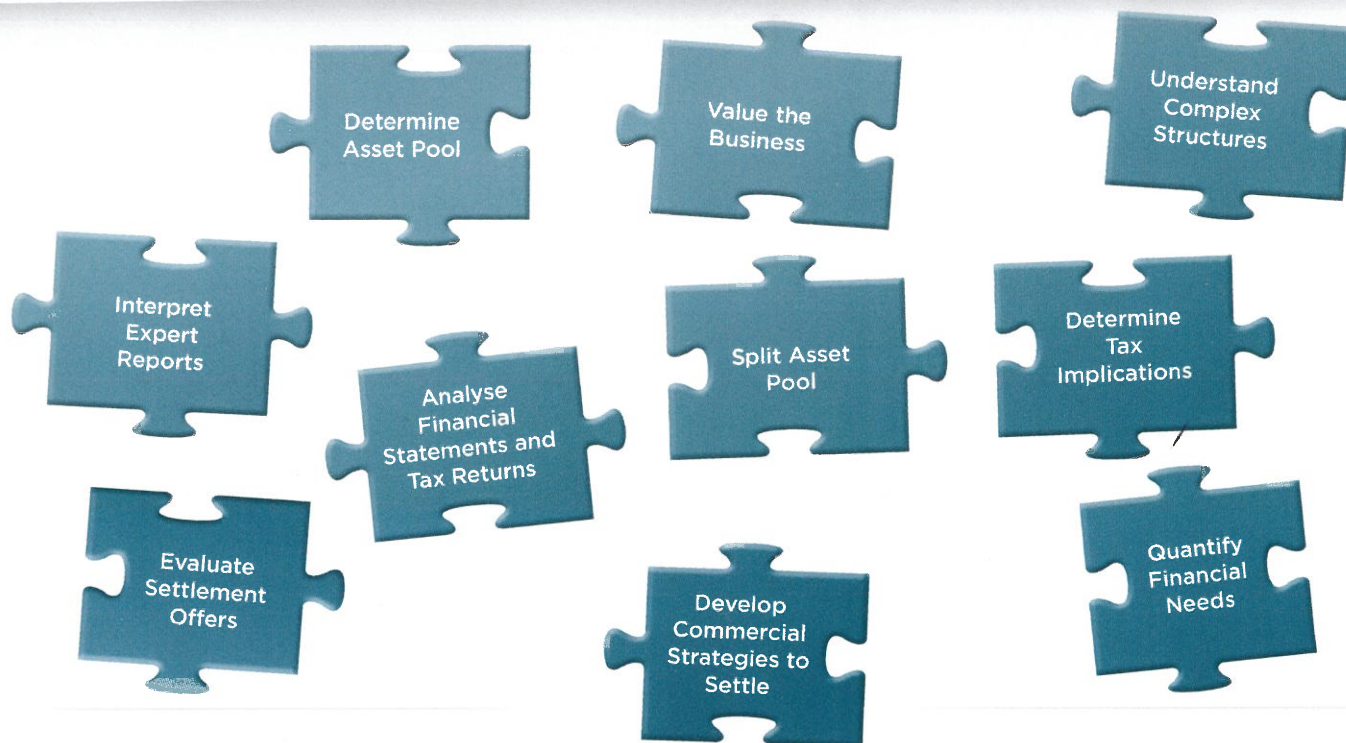 Determine
Asset Pool
Value the
Business
Understand
Complex
Structures
Interpret
Expert
Reports
Analyse
Financial
Statements and
Tax Returns
Split Asset
Pool
Determine
Tax
Implications
Evaluate
Settlement
Offers
Develop
Commercial
Strategies to
Settle
Quantify
Financial
Needs